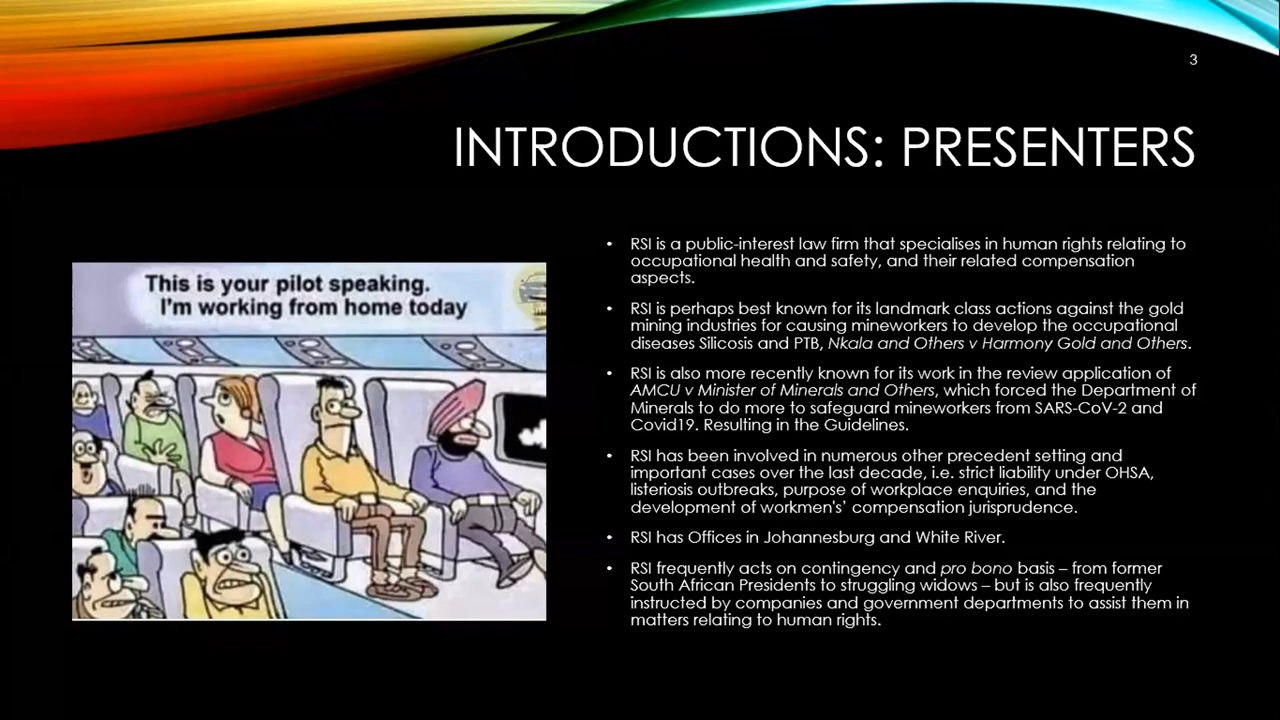 3
INTRODUCTIONS: PRESENTERS
This is your pilot speaking.
I'm working from home today
• RSI is a public-interest law firm that specialises in human rights relating to
occupational health and safety, and their related compensation
aspects.
• RSI is perhaps best known for its landmark class actions against the gold
mining industries for causing mineworkers to develop the occupational
diseases Silicosis and PTB, Nkala and Others v Harmony Gold and Others.
• RSI is also more recently known for its work in the review application of
AMCU v Minister of Minerals and Others, which forced the Department of
Minerals to do more to safeguard mineworkers from SARS-CoV-2 and
Covid19. Resulting in the Guidelines.
• RSI has been involved in numerous other precedent setting and
important cases over the last decade, i.e. strict liability under OHSA,
listeriosis outbreaks, purpose of workplace enquiries, and the
development of workmen's' compensation jurisprudence.
• RSI has Offices in Johannesburg and White River.
• RSI frequently acts on contingency and pro bono basis – from former
South African Presidents to struggling widows – but is also frequently
instructed by companies and government departments to assist them in
matters relating to human rights.